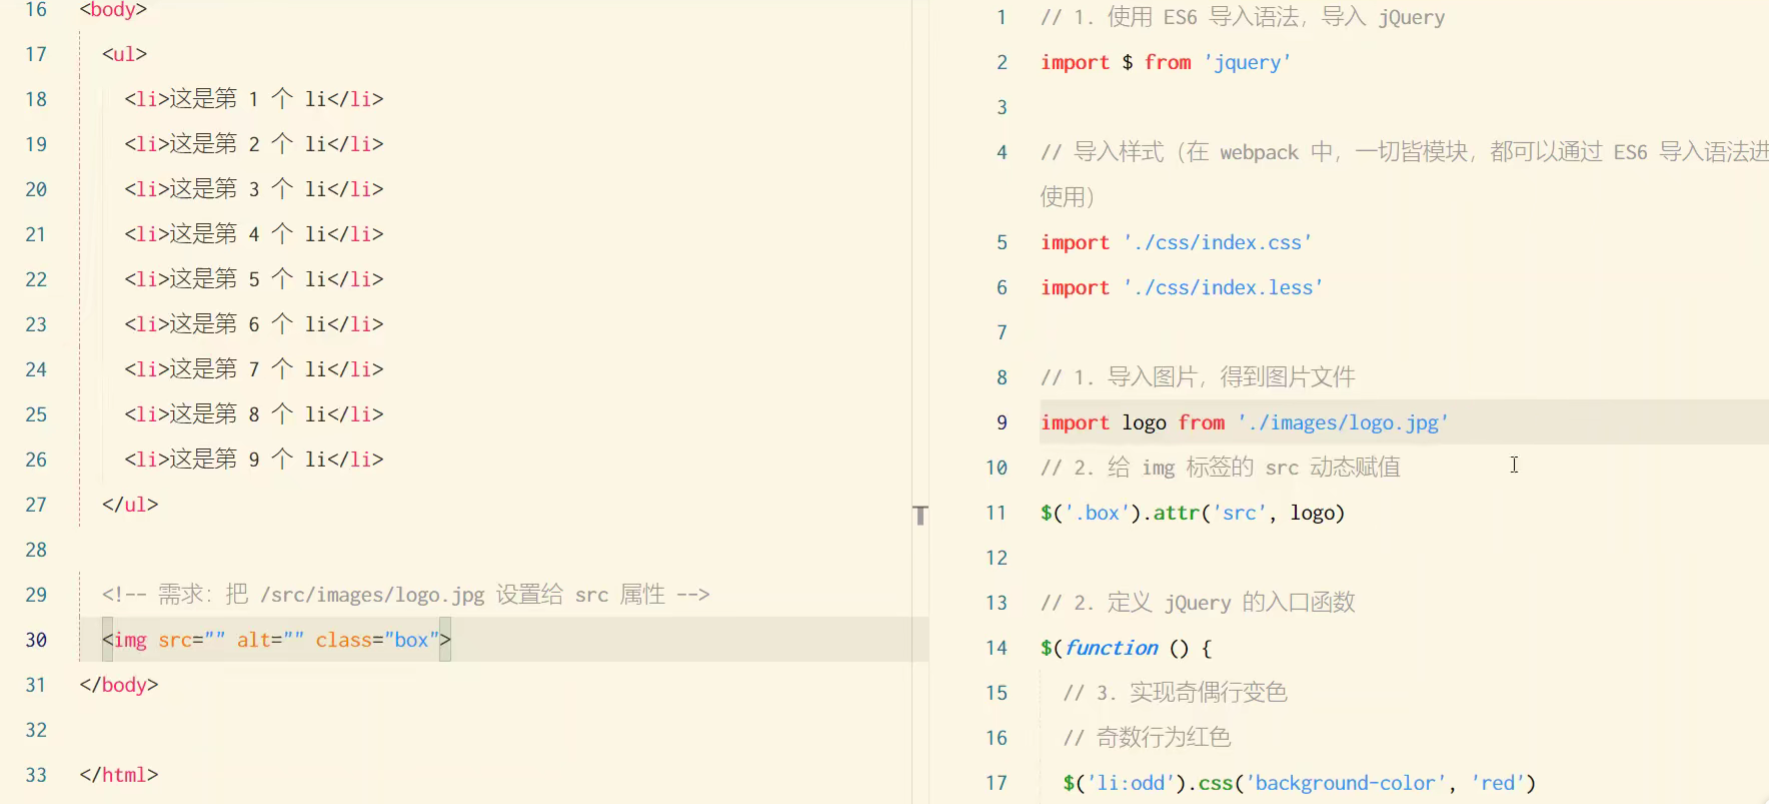 16 <body>
17 <ul>
18 <li>这是第 1 个 li</li>
19 <li>这是第 2 个 li</li>
20 <li>这是第 3 个 li</li>
21 <li>这是第 4 个 li</li>
22 <li>这是第 5 个 li</li>
23 <li>这是第 6 个 li</li>
24 <li>这是第 7 个 li</li>
25 <li>这是第 8 个 li</li>
26 <li>这是第 9 个 li</li>
27 </ul>
28
29 <!-- 需求：把 /src/images/logo.jpg 设置给 src 属性 -->
30 <img src="" alt="" class="box">
31 </body>
32
33 </html>
1 // 1. 使用 ES6 导入语法，导入 jQuery
2 import $ from 'jquery'
3
4 // 导入样式（在 webpack 中，一切皆模块，都可以通过 ES6 导入语法进
使用）
5 import './css/index.css'
6 import './css/index.less'
7
8 // 1. 导入图片，得到图片文件
9 import logo from './images/logo.jpg'
10 // 2. 给 img 标签的 src 动态赋值
11 $('.box').attr('src', logo)
12
13 // 2. 定义 jQuery 的入口函数
14 $(function () {
15 // 3. 实现奇偶行变色
16 // 奇数行为红色
17 $('li:odd').css('background-color', 'red')